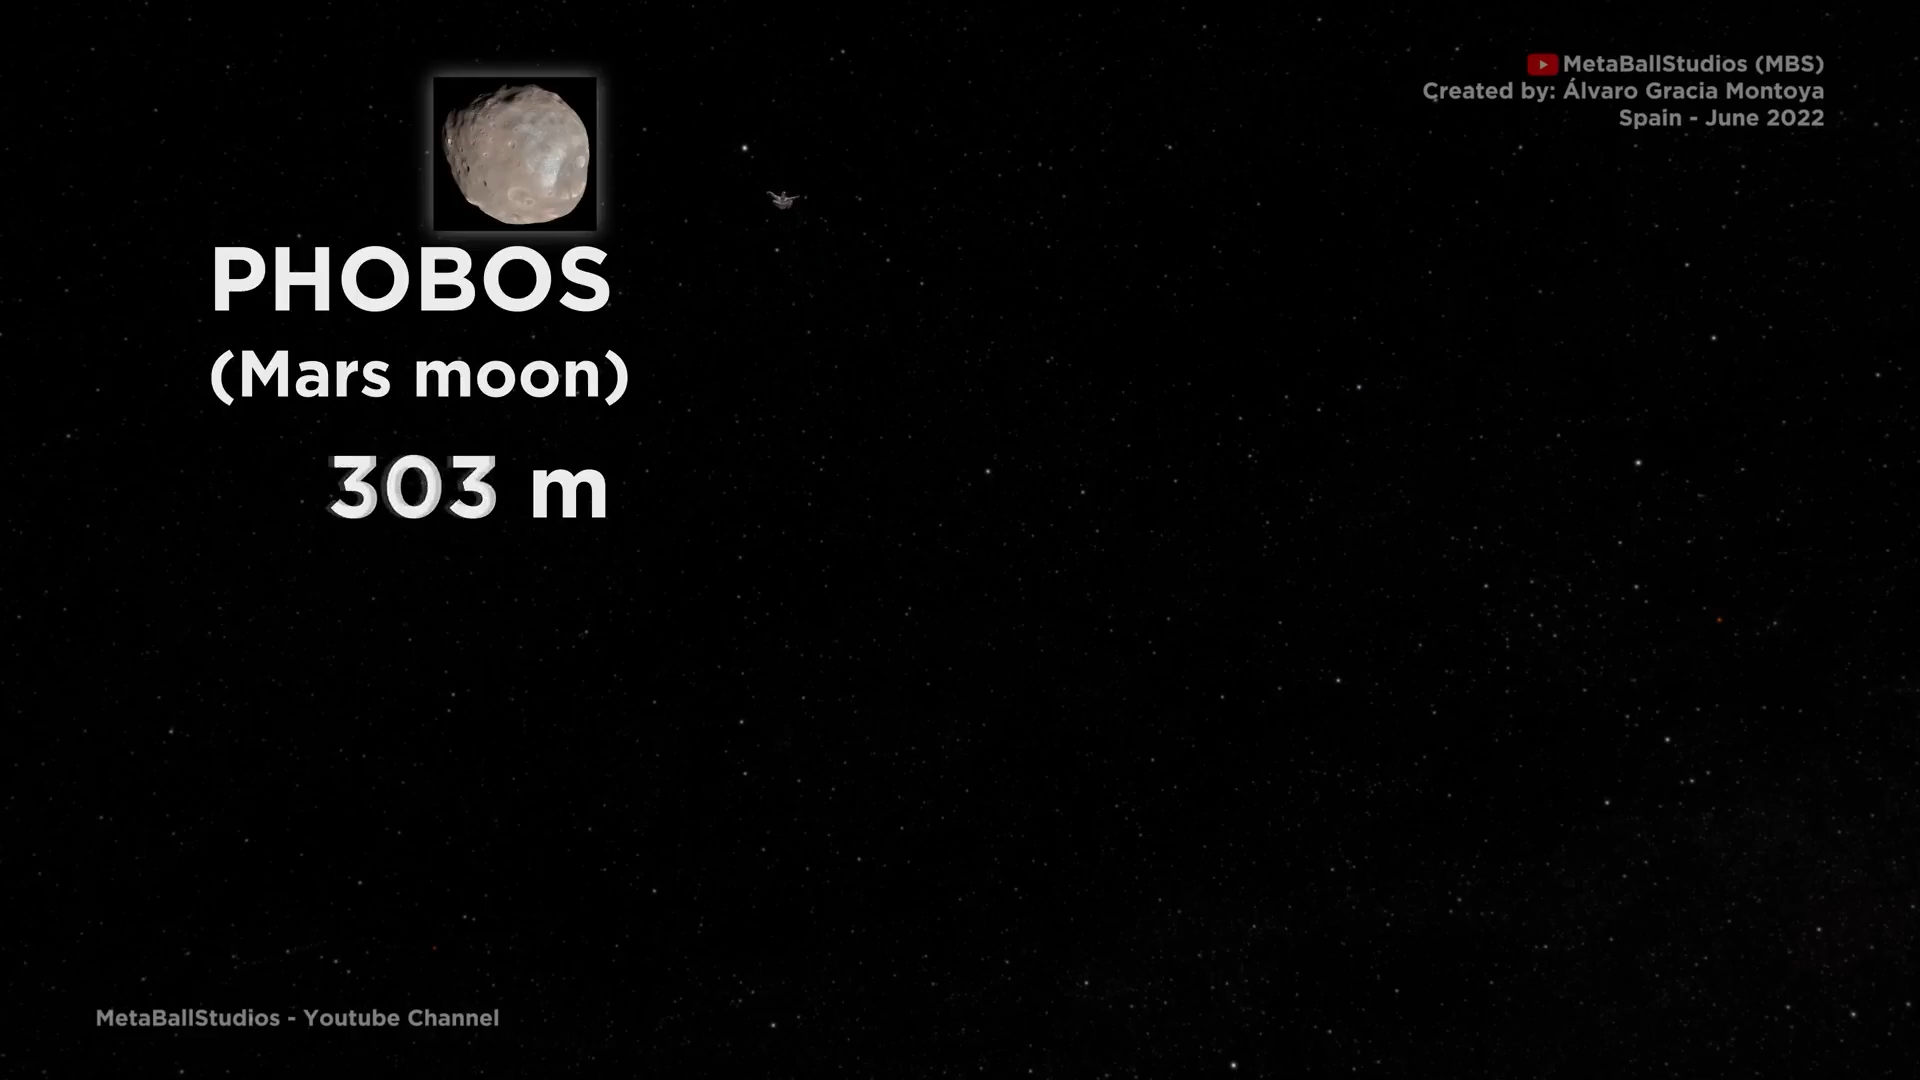 MetaBallStudios (MBS)
Created by: Álvaro Gracia Montoya
Spain - June 2022
PHOBOS
(Mars moon)
303 m
MetaBallStudios - Youtube Channel